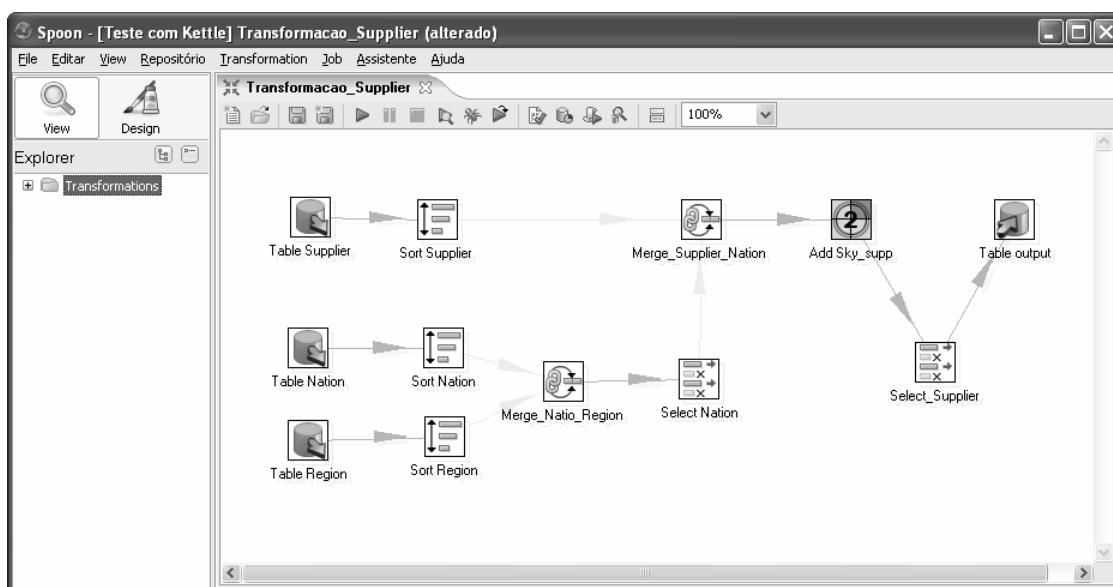 Spoon - [Teste com Kettle] Transformacao_Supplier (alterado)
File Editar View Repositório Transformation Job Assistente Ajuda
View
Design
Transformacao_Supplier
100%
Explorer
Transformations
Table Supplier
Sort Supplier
Merge_Supplier_Nation
2
Add Sky_supp
Table output
Table Nation
Sort Nation
Merge_Natio_Region
Select Nation
Select_Supplier
Table Region
Sort Region